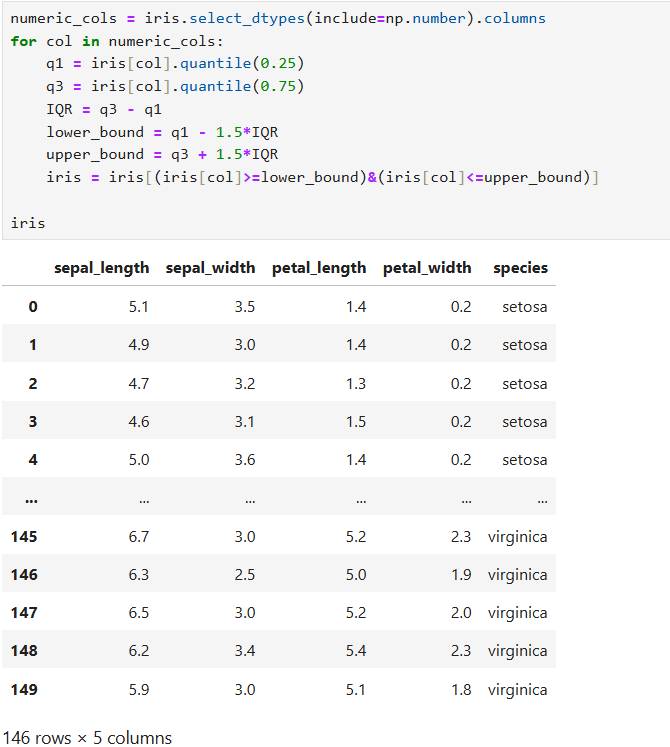 numeric_cols = iris.select_dtypes(include=np.number).columns
for col in numeric_cols:
    q1 = iris[col].quantile(0.25)
    q3 = iris[col].quantile(0.75)
    IQR = q3 - q1
    lower_bound = q1 - 1.5*IQR
    upper_bound = q3 + 1.5*IQR
    iris = iris[(iris[col]>=lower_bound)&(iris[col]<=upper_bound)]
iris
sepal_length sepal_width petal_length petal_width species
0 5.1 3.5 1.4 0.2 setosa
1 4.9 3.0 1.4 0.2 setosa
2 4.7 3.2 1.3 0.2 setosa
3 4.6 3.1 1.5 0.2 setosa
4 5.0 3.6 1.4 0.2 setosa
... ... ... ... ... ...
145 6.7 3.0 5.2 2.3 virginica
146 6.3 2.5 5.0 1.9 virginica
147 6.5 3.0 5.2 2.0 virginica
148 6.2 3.4 5.4 2.3 virginica
149 5.9 3.0 5.1 1.8 virginica
146 rows × 5 columns